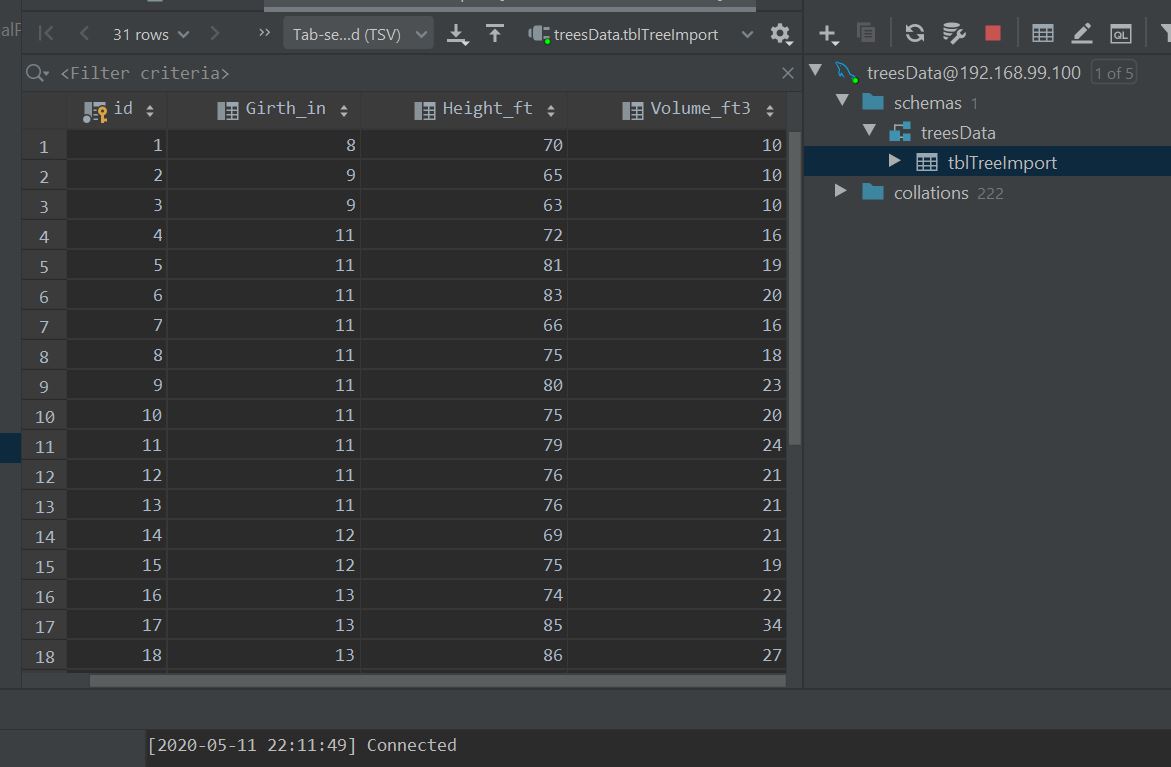 alP
31 rows
Tab-se...d (TSV)
treesData.tblTreeImport
<Filter criteria>
id Girth_in Height_ft Volume_ft3
1 1 8 70 10
2 2 9 65 10
3 3 9 63 10
4 4 11 72 16
5 5 11 81 19
6 6 11 83 20
7 7 11 66 16
8 8 11 75 18
9 9 11 80 23
10 10 11 75 20
11 11 11 79 24
12 12 11 76 21
13 13 11 76 21
14 14 12 69 21
15 15 12 75 19
16 16 13 74 22
17 17 13 85 34
18 18 13 86 27
QL
treesData@192.168.99.100 1 of 5
schemas 1
treesData
tblTreeImport
collations 222
[2020-05-11 22:11:49] Connected